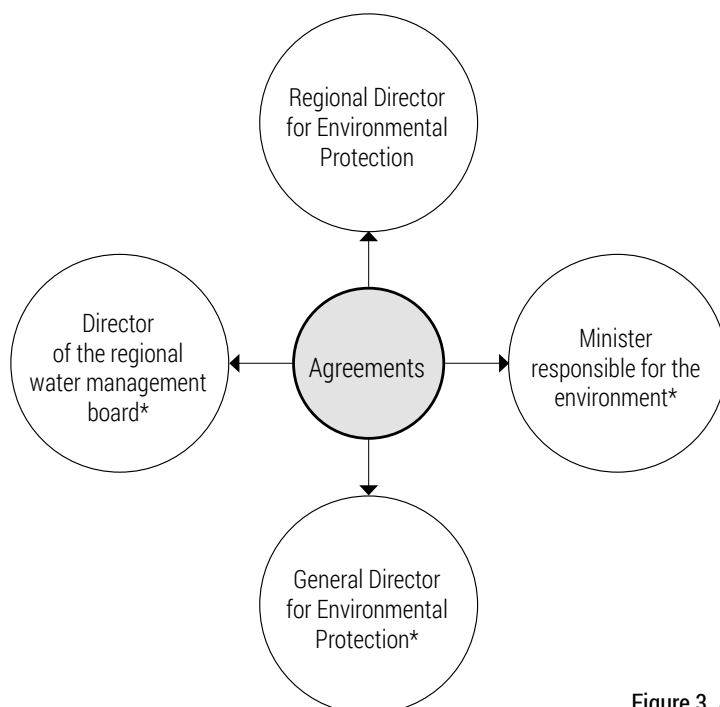 Regional Director
for Environmental
Protection
Director
of the regional
water management
board*
Agreements
Minister
responsible for the
environment*
General Director
for Environmental
Protection*
Figure 3.